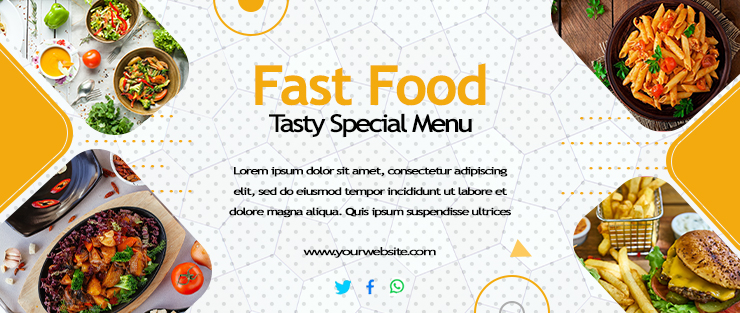 Fast Food
Tasty Special Menu
Lorem ipsum dolor sit amet, consectetur adipiscing
elit, sed do eiusmod tempor incididunt ut labore et
dolore magna aliqua. Quis ipsum suspendisse ultrices
www.yourwebsite.com